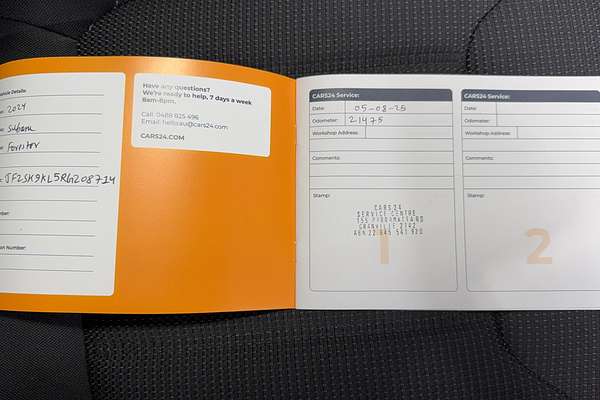 Vehicle Details:
2024
Subaru
Forrister
JF2SK9KL5RG208714
Have any questions?
We're ready to help, 7 days a week
8am-8pm.
Call: 0488 825 496
Email: hello.au@cars24.com
CARS24.COM
CARS24 Service:
Date: 05-08-25
Odometer: 21475
Workshop Address:
Comments:
Stamp:
CARS24
SERVICE CENTRE
GRANVILLE 2142
1
CARS24 Service:
Date:
Odometer:
Workshop Address:
Comments:
Stamp:
2